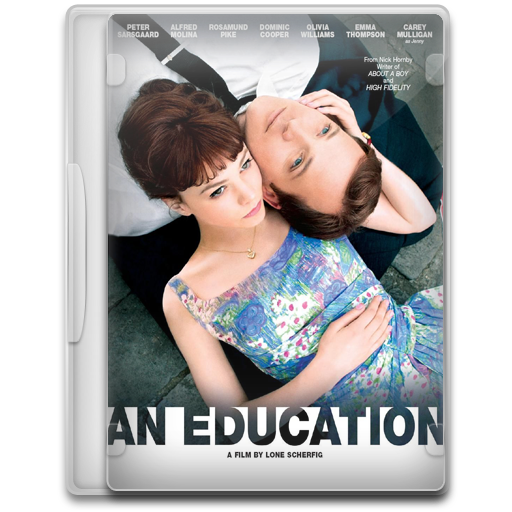 PETER SARSGAARD ALFRED MOLINA ROSAMUND PIKE DOMINIC COOPER OLIVIA WILLIAMS EMMA THOMPSON CAREY MULLIGAN
as Jenny
From Nick Hornby
Writer of
ABOUT A BOY
and
HIGH FIDELITY
AN EDUCATION
A FILM BY LONE SCHERFIG